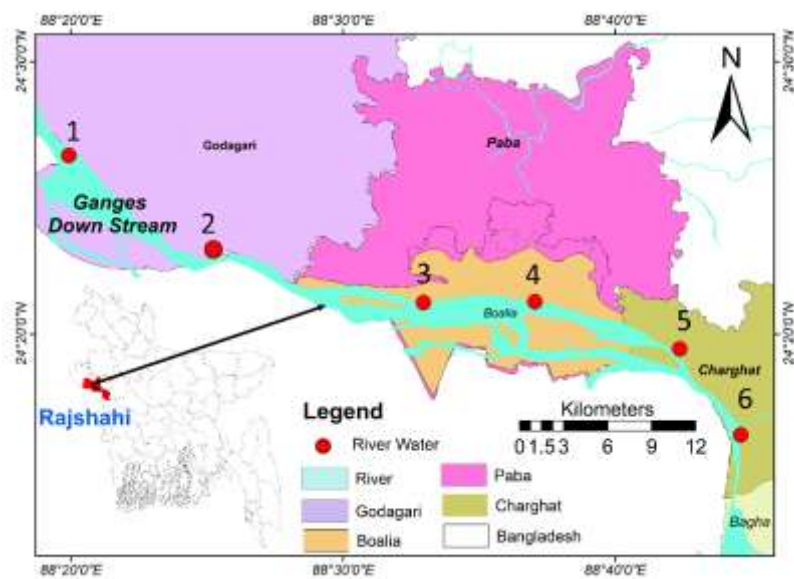 88°20'0"E 88°30'0"E 88°40'0"E
24°30'0"N
24°20'0"N
24°30'0"N
24°20'0"N
N
1
Godagari
Paba
Ganges
Down Stream
2
3
4
Boalia
5
Charghat
6
Rajshahi
Legend
River Water
River
Godagari
Boalia
Paba
Charghat
Bangladesh
Kilometers
0 1.5 3 6 9 12
Bagha
88°20'0"E 88°30'0"E 88°40'0"E